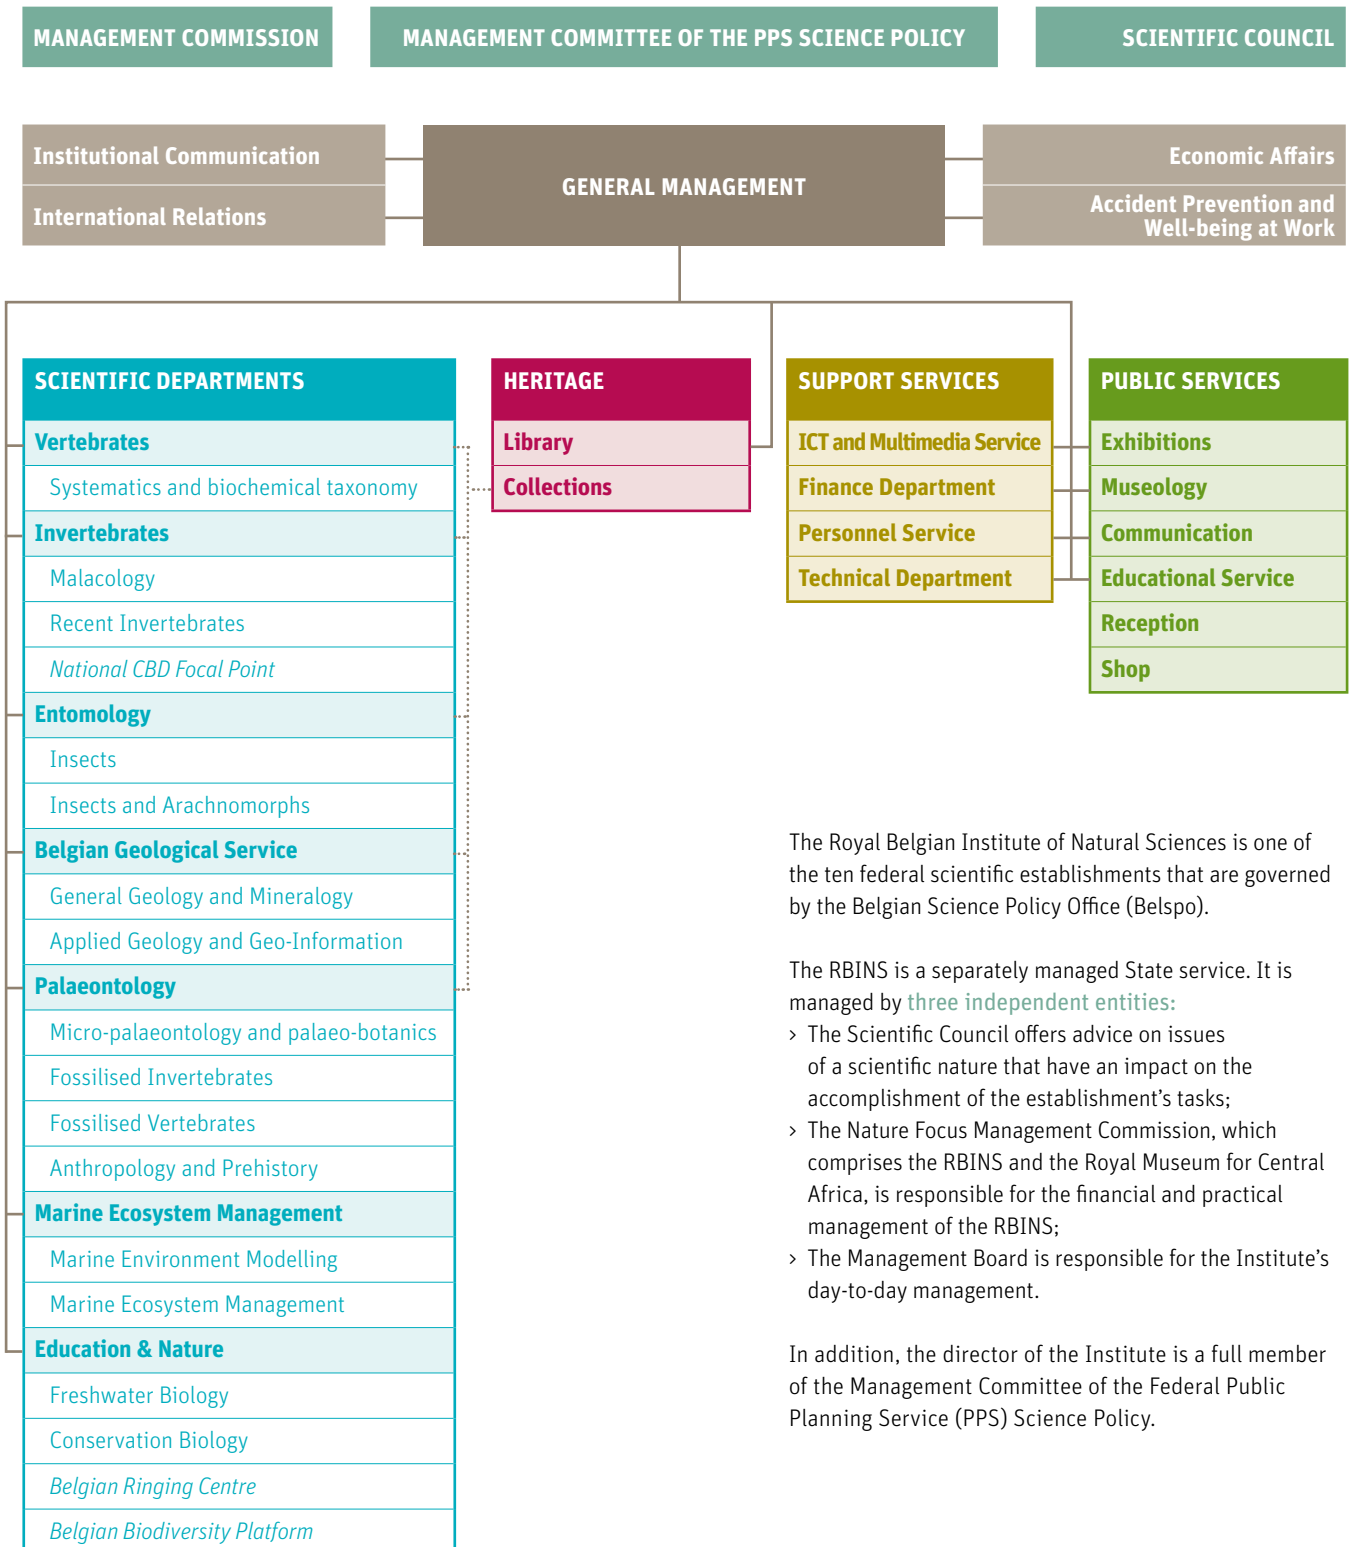 MANAGEMENT COMMISSION
MANAGEMENT COMMITTEE OF THE PPS SCIENCE POLICY
SCIENTIFIC COUNCIL
Institutional Communication
International Relations
GENERAL MANAGEMENT
Economic Affairs
Accident Prevention and
Well-being at Work
SCIENTIFIC DEPARTMENTS
Vertebrates
Systematics and biochemical taxonomy
Invertebrates
Malacology
Recent Invertebrates
National CBD Focal Point
Entomology
Insects
Insects and Arachnomorphs
Belgian Geological Service
General Geology and Mineralogy
Applied Geology and Geo-Information
Palaeontology
Micro-palaeontology and palaeo-botanics
Fossilised Invertebrates
Fossilised Vertebrates
Anthropology and Prehistory
Marine Ecosystem Management
Marine Environment Modelling
Marine Ecosystem Management
Education & Nature
Freshwater Biology
Conservation Biology
Belgian Ringing Centre
Belgian Biodiversity Platform
HERITAGE
Library
Collections
SUPPORT SERVICES
ICT and Multimedia Service
Finance Department
Personnel Service
Technical Department
PUBLIC SERVICES
Exhibitions
Museology
Communication
Educational Service
Reception
Shop
The Royal Belgian Institute of Natural Sciences is one of
the ten federal scientific establishments that are governed
by the Belgian Science Policy Office (Belspo).
The RBINS is a separately managed State service. It is
managed by three independent entities:
› The Scientific Council offers advice on issues
of a scientific nature that have an impact on the
accomplishment of the establishment's tasks;
› The Nature Focus Management Commission, which
comprises the RBINS and the Royal Museum for Central
Africa, is responsible for the financial and practical
management of the RBINS;
› The Management Board is responsible for the Institute's
day-to-day management.
In addition, the director of the Institute is a full member
of the Management Committee of the Federal Public
Planning Service (PPS) Science Policy.